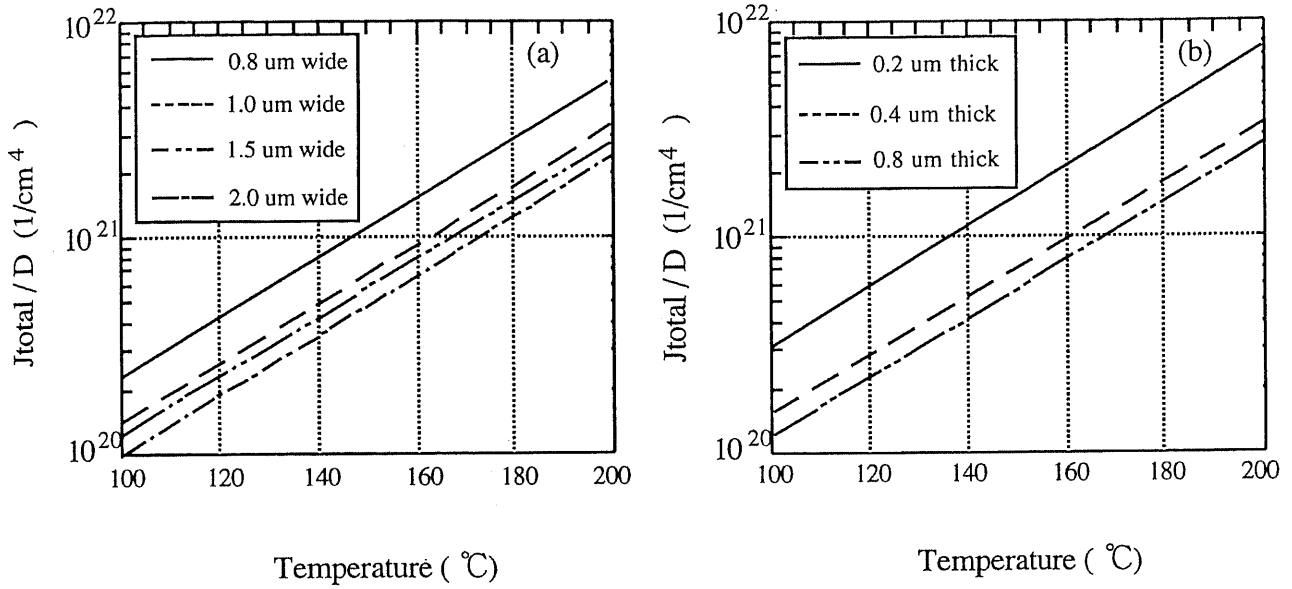 10^22
(a)
0.8 um wide
1.0 um wide
1.5 um wide
2.0 um wide
Jtotal / D (1/cm^4 )
10^21
10^20
100 120 140 160 180 200
Temperature ( ℃)
10^22
(b)
0.2 um thick
0.4 um thick
0.8 um thick
Jtotal / D (1/cm^4 )
10^21
10^20
100 120 140 160 180 200
Temperature ( ℃)